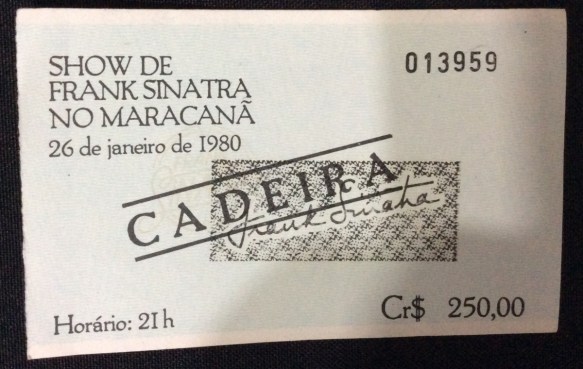 SHOW DE
FRANK SINATRA
NO MARACANÃ
26 de janeiro de 1980
013959
CADEIRA
Frank Sinatra
Horário: 21h
Cr$ 250,00